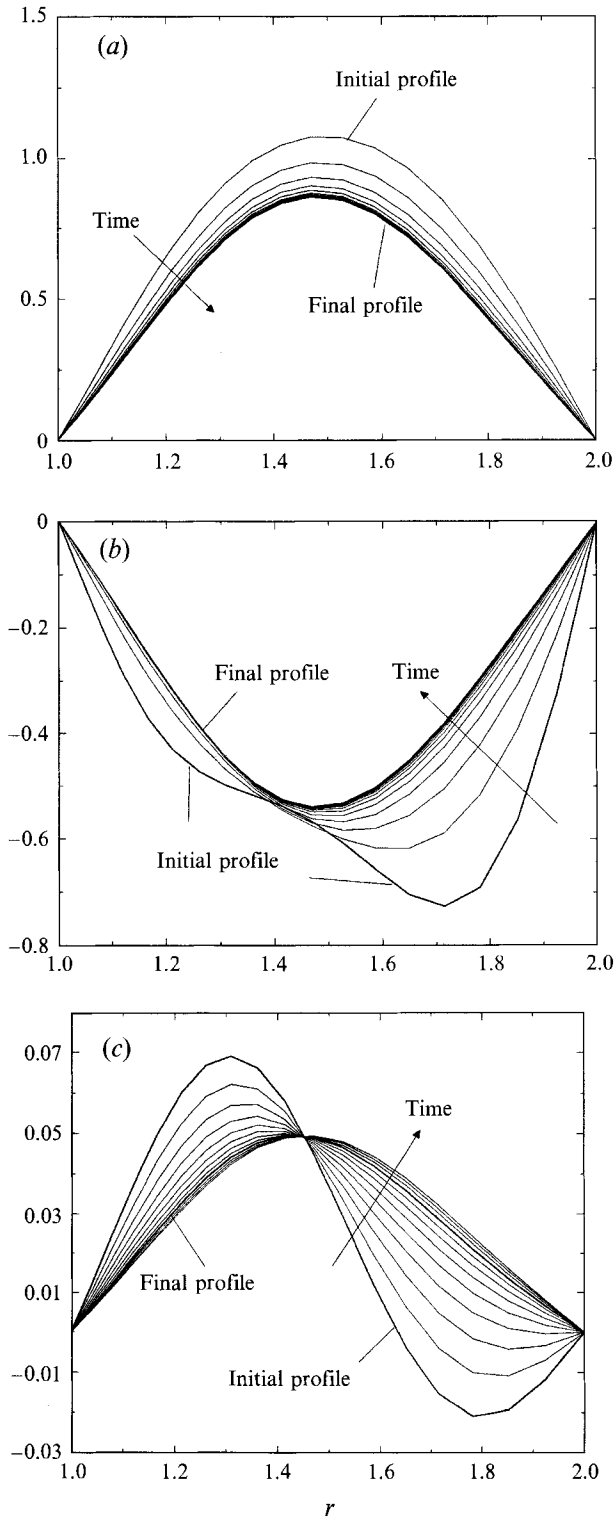 1.5
(a)
Initial profile
1.0
Time
0.5
Final profile
0
1.0 1.2 1.4 1.6 1.8 2.0
0
(b)
−0.2
Final profile
Time
−0.4
−0.6
Initial profile
−0.8
1.0 1.2 1.4 1.6 1.8 2.0
0.07
(c)
Time
0.05
0.03
Final profile
0.01
−0.01
Initial profile
−0.03
1.0 1.2 1.4 1.6 1.8 2.0
r